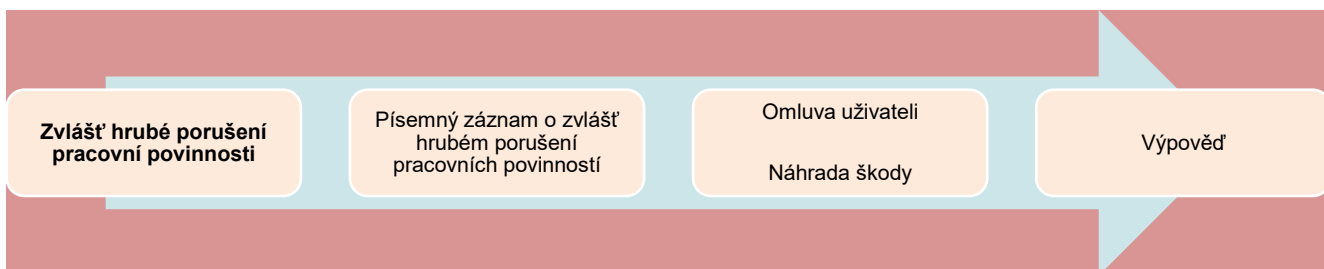 Zvlášť hrubé porušení
pracovní povinnosti
Písemný záznam o zvlášť
hrubém porušení
pracovních povinností
Omluva uživateli
Náhrada škody
Výpověď